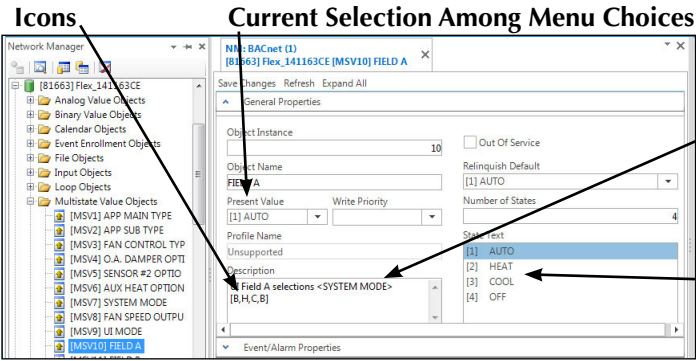 Icons
Current Selection Among Menu Choices
Network Manager
[81663] Flex_141163CE
Analog Value Objects
Binary Value Objects
Calendar Objects
Event Enrollment Objects
File Objects
Input Objects
Loop Objects
Multistate Value Objects
[MSV1] APP MAIN TYPE
[MSV2] APP SUB TYPE
[MSV3] FAN CONTROL TYP
[MSV4] O.A. DAMPER OPTI
[MSV5] SENSOR #2 OPTIO
[MSV6] AUX HEAT OPTION
[MSV7] SYSTEM MODE
[MSV8] FAN SPEED OUTPU
[MSV9] UI MODE
[MSV10] FIELD A
NM: BACnet (1)
[81663] Flex_141163CE [MSV10] FIELD A
Save Changes Refresh Expand All
General Properties
Object Instance
10
Out Of Service
Object Name
FIELD A
Relinquish Default
[1] AUTO
Present Value
Write Priority
[1] AUTO
Number of States
4
Profile Name
Unsupported
State Text
[1] AUTO
[2] HEAT
[3] COOL
[4] OFF
Description
UI Field A selections <SYSTEM MODE>
[B,H,C,B]
Event/Alarm Properties